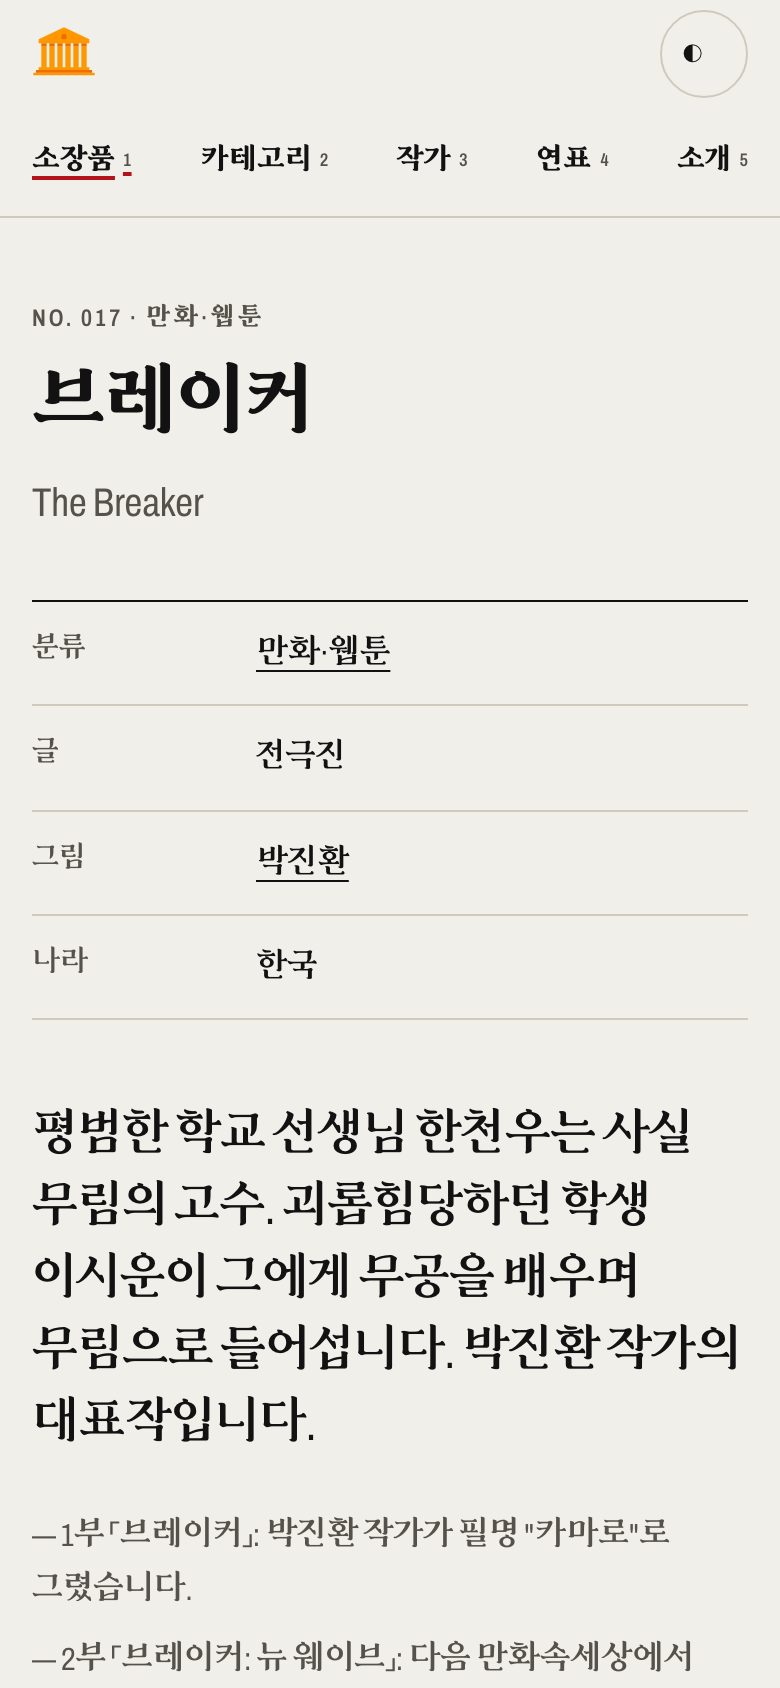 소장품 1 카테고리 2 작가 3 연표 4 소개 5
NO. 017 · 만화·웹툰
브레이커
The Breaker
분류 만화·웹툰
글 전극진
그림 박진환
나라 한국
평범한 학교 선생님 한천우는 사실
무림의 고수. 괴롭힘당하던 학생
이시운이 그에게 무공을 배우며
무림으로 들어섭니다. 박진환 작가의
대표작입니다.
— 1부 「브레이커」: 박진환 작가가 필명 "카마로"로
그렸습니다.
— 2부 「브레이커: 뉴 웨이브」: 다음 만화속세상에서